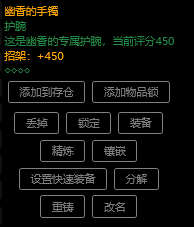 幽香的手镯
护腕
这是幽香的专属护腕，当前评分450
招架：+450
◇◇◇◇
添加到存仓 添加物品锁
丢掉 锁定 装备
精炼 镶嵌
设置快速装备 分解
重铸 改名